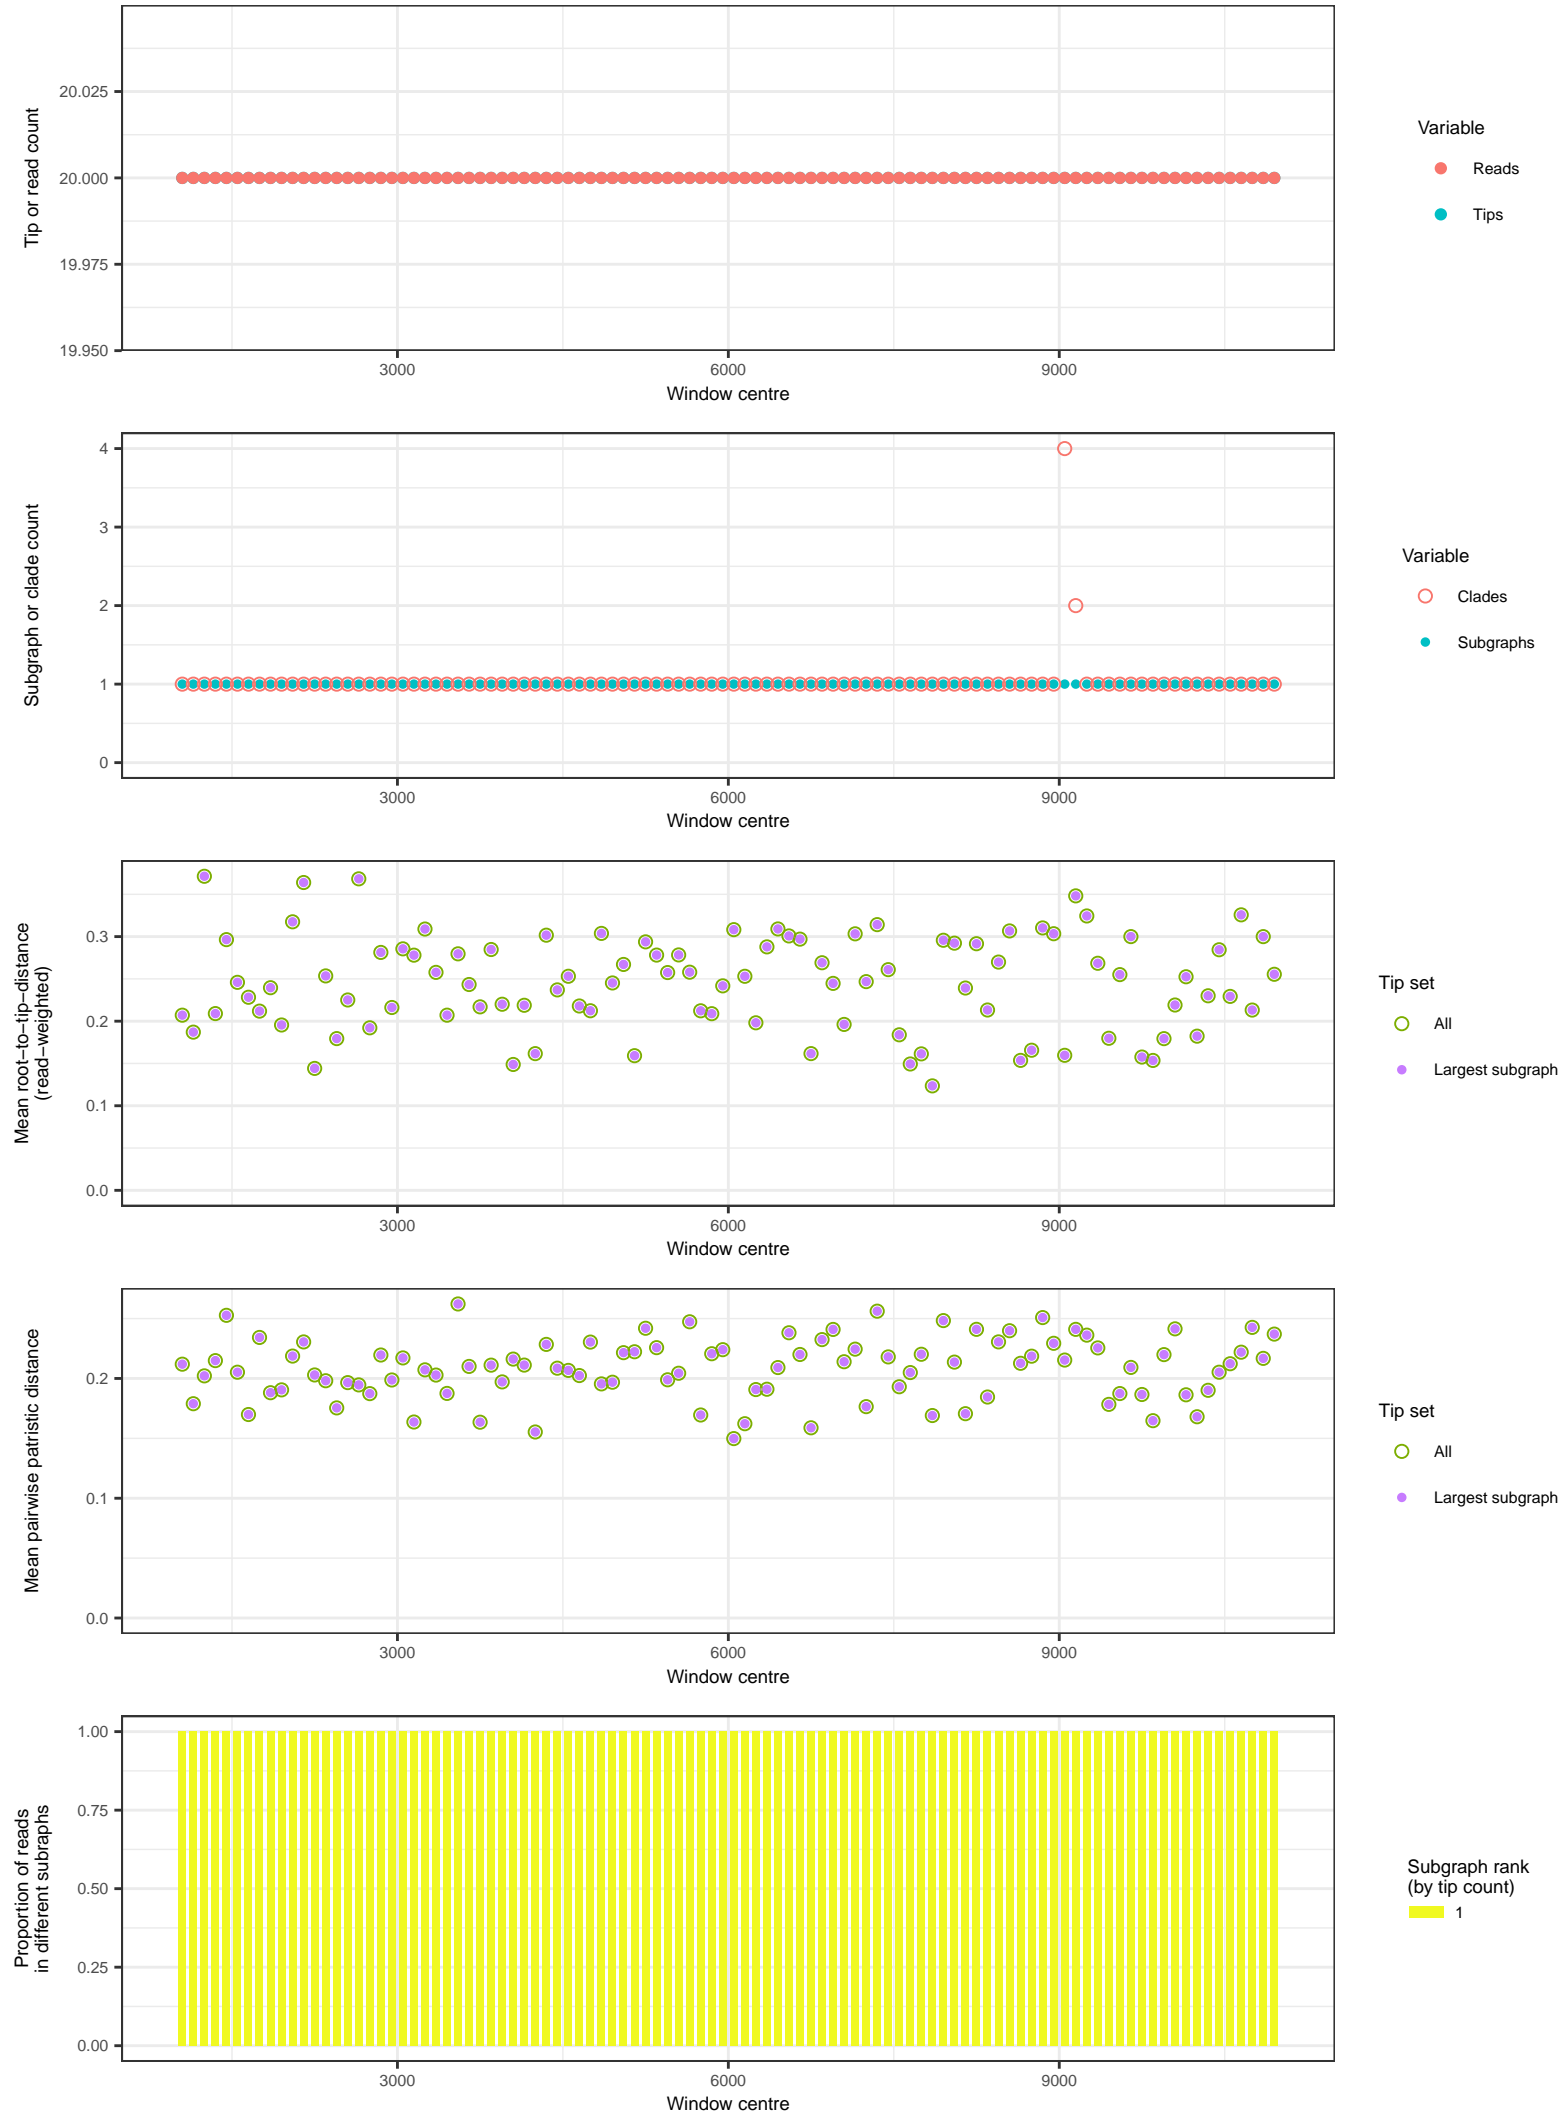 20.025
20.000
19.975
19.950
Tip or read count
3000 6000 9000
Window centre
Variable
Reads
Tips
4
3
2
1
0
Subgraph or clade count
3000 6000 9000
Window centre
Variable
Clades
Subgraphs
0.3
0.2
0.1
0.0
Mean root−to−tip−distance
(read−weighted)
3000 6000 9000
Window centre
Tip set
All
Largest subgraph
0.2
0.1
0.0
Mean pairwise patristic distance
3000 6000 9000
Window centre
Tip set
All
Largest subgraph
1.00
0.75
0.50
0.25
0.00
Proportion of reads
in different subraphs
3000 6000 9000
Window centre
Subgraph rank
(by tip count)
1